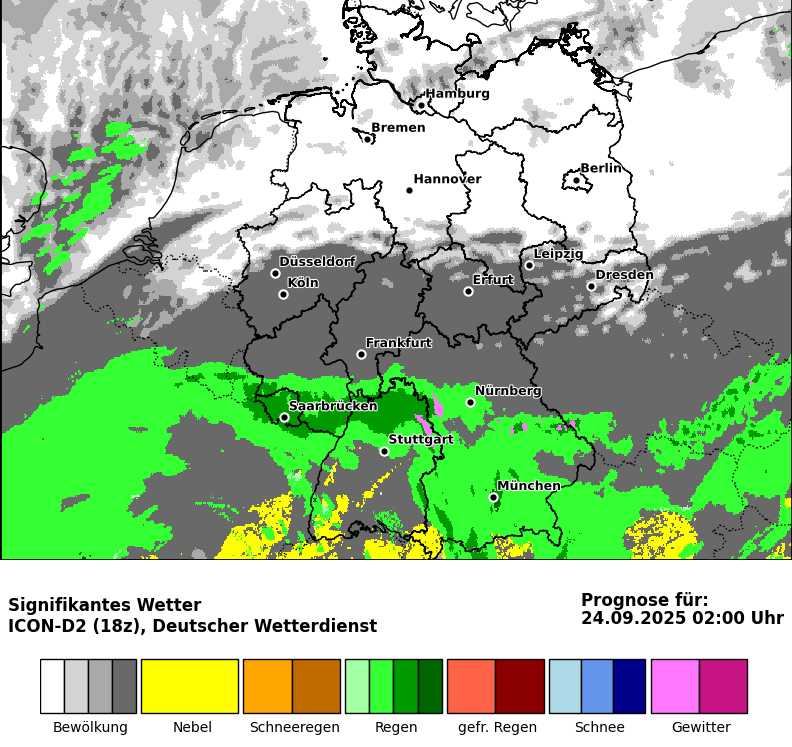 Hamburg
Bremen
Hannover
Berlin
Leipzig
Düsseldorf
Köln
Erfurt
Dresden
Frankfurt
Nürnberg
Saarbrücken
Stuttgart
München
Signifikantes Wetter
ICON-D2 (18z), Deutscher Wetterdienst
Prognose für:
24.09.2025 02:00 Uhr
Bewölkung
Nebel
Schneeregen
Regen
gefr. Regen
Schnee
Gewitter